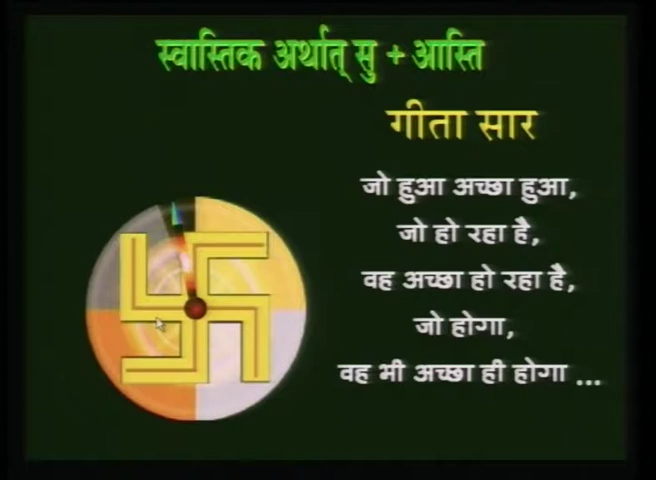 स्वास्तिक अर्थात् सु + आस्ति
गीता सार
जो हुआ अच्छा हुआ,
जो हो रहा है,
वह अच्छा हो रहा है,
जो होगा,
वह भी अच्छा ही होगा ...